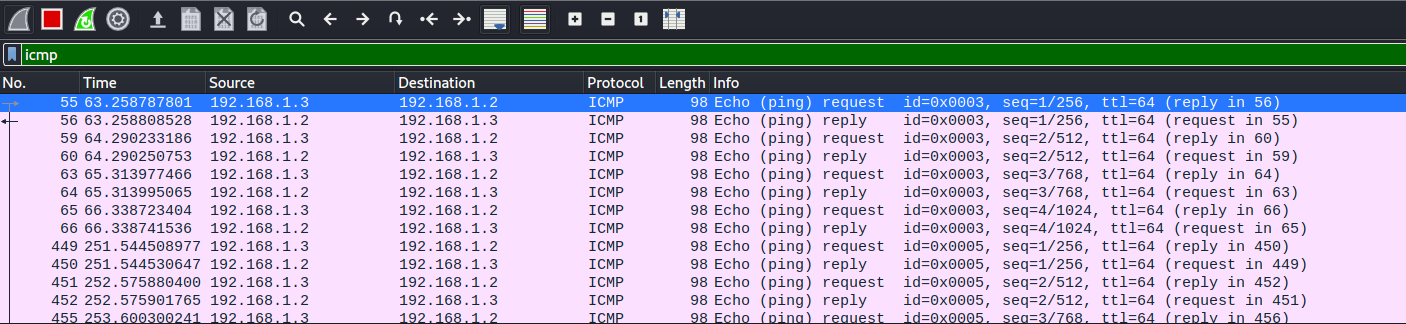 icmp
No. Time Source Destination Protocol Length Info
55 63.258787801 192.168.1.3 192.168.1.2 ICMP 98 Echo (ping) request id=0x0003, seq=1/256, ttl=64 (reply in 56)
56 63.258808528 192.168.1.2 192.168.1.3 ICMP 98 Echo (ping) reply id=0x0003, seq=1/256, ttl=64 (request in 55)
59 64.290233186 192.168.1.3 192.168.1.2 ICMP 98 Echo (ping) request id=0x0003, seq=2/512, ttl=64 (reply in 60)
60 64.290250753 192.168.1.2 192.168.1.3 ICMP 98 Echo (ping) reply id=0x0003, seq=2/512, ttl=64 (request in 59)
63 65.313977466 192.168.1.3 192.168.1.2 ICMP 98 Echo (ping) request id=0x0003, seq=3/768, ttl=64 (reply in 64)
64 65.313995065 192.168.1.2 192.168.1.3 ICMP 98 Echo (ping) reply id=0x0003, seq=3/768, ttl=64 (request in 63)
65 66.338723404 192.168.1.3 192.168.1.2 ICMP 98 Echo (ping) request id=0x0003, seq=4/1024, ttl=64 (reply in 66)
66 66.338741536 192.168.1.2 192.168.1.3 ICMP 98 Echo (ping) reply id=0x0003, seq=4/1024, ttl=64 (request in 65)
449 251.544508977 192.168.1.3 192.168.1.2 ICMP 98 Echo (ping) request id=0x0005, seq=1/256, ttl=64 (reply in 450)
450 251.544530647 192.168.1.2 192.168.1.3 ICMP 98 Echo (ping) reply id=0x0005, seq=1/256, ttl=64 (request in 449)
451 252.575880400 192.168.1.3 192.168.1.2 ICMP 98 Echo (ping) request id=0x0005, seq=2/512, ttl=64 (reply in 452)
452 252.575901765 192.168.1.2 192.168.1.3 ICMP 98 Echo (ping) reply id=0x0005, seq=2/512, ttl=64 (request in 451)
455 253.600300241 192.168.1.3 192.168.1.2 ICMP 98 Echo (ping) request id=0x0005, seq=3/768, ttl=64 (reply in 456)